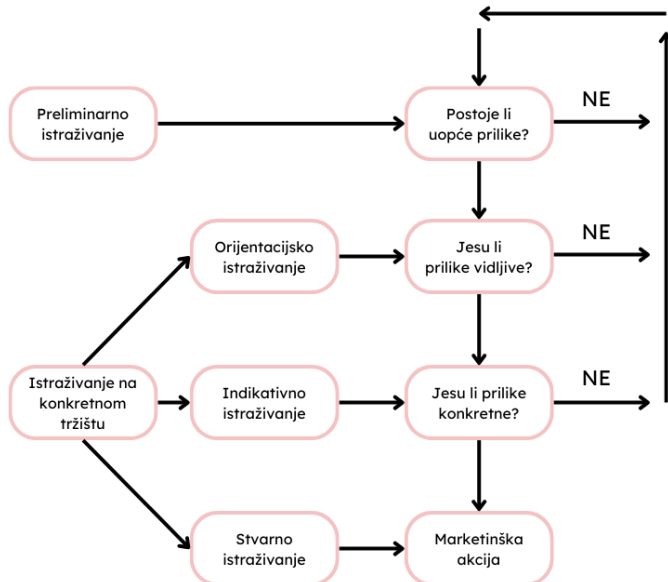 Preliminarno
istraživanje
Postoje li
uopće prilike?
NE
Orijentacijsko
istraživanje
Jesu li
prilike vidljive?
NE
Istraživanje na
konkretnom
tržištu
Indikativno
istraživanje
Jesu li prilike
konkretne?
NE
Stvarno
istraživanje
Marketinška
akcija